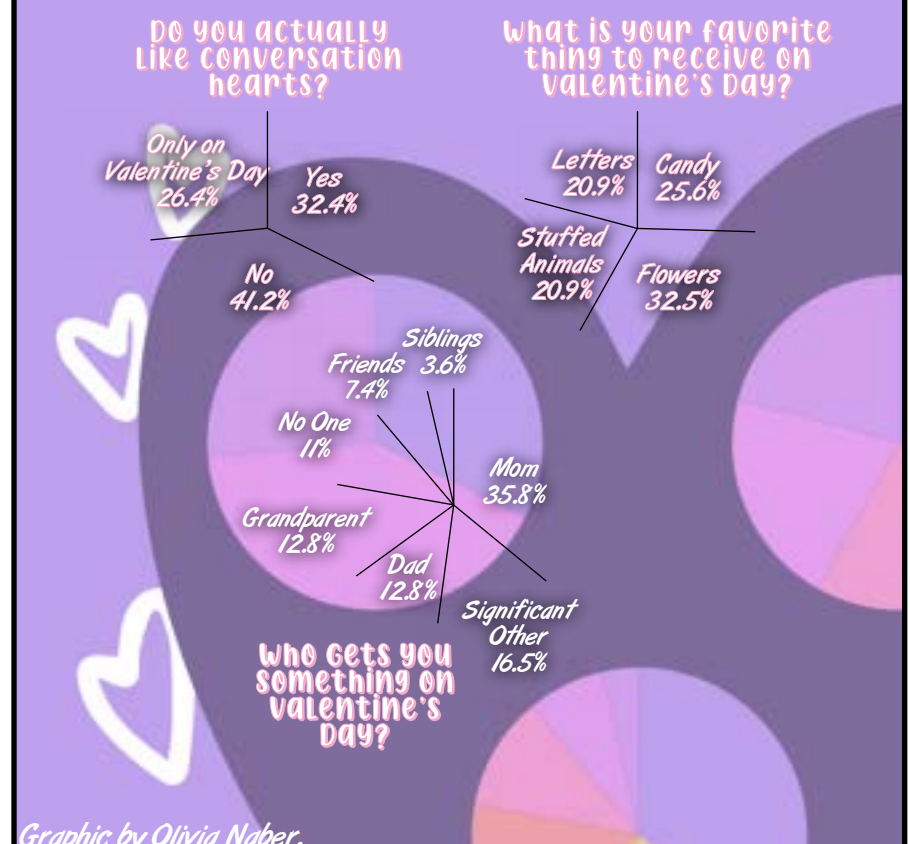 Do you actually
like conversation
hearts?
Only on
Valentine's Day
26.4%
Yes
32.4%
No
41.2%
What is your favorite
thing to receive on
Valentine's Day?
Letters
20.9%
Candy
25.6%
Stuffed
Animals
20.9%
Flowers
32.5%
Siblings
3.6%
Friends
7.4%
No One
11%
Mom
35.8%
Grandparent
12.8%
Dad
12.8%
Significant
Other
16.5%
Who gets you
something on
Valentine's
Day?
Graphic by Olivia Naber.